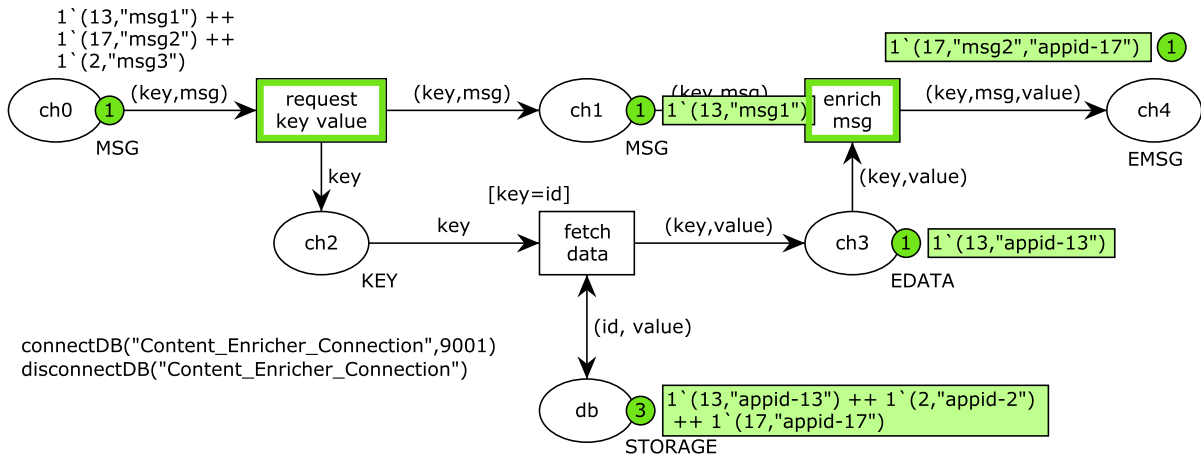 1`(13,"msg1") ++
1`(17,"msg2") ++
1`(2,"msg3")
1`(17,"msg2","appid-17")
1
ch0
1
(key,msg)
MSG
request
key value
(key,msg)
ch1
1
MSG
(key,msg)
1`(13,"msg1")
enrich
msg
(key,msg,value)
ch4
EMSG
key
(key,value)
[key=id]
ch2
KEY
key
fetch
data
(key,value)
ch3
1
1`(13,"appid-13")
EDATA
(id, value)
connectDB("Content_Enricher_Connection",9001)
disconnectDB("Content_Enricher_Connection")
db
3
1`(13,"appid-13") ++ 1`(2,"appid-2")
++ 1`(17,"appid-17")
STORAGE